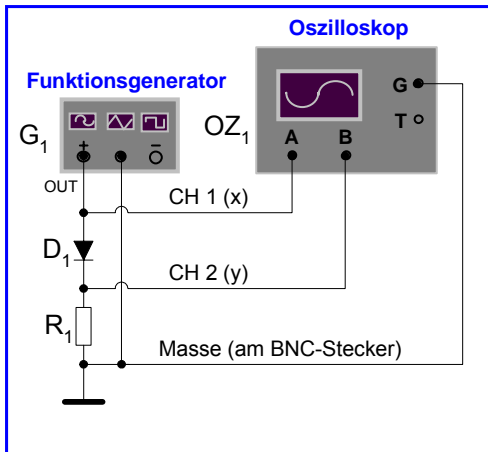 Oszilloskop
Funktionsgenerator
G
T
OZ1
A B
G1
+ −
OUT
CH 1 (x)
D1
CH 2 (y)
R1
Masse (am BNC-Stecker)